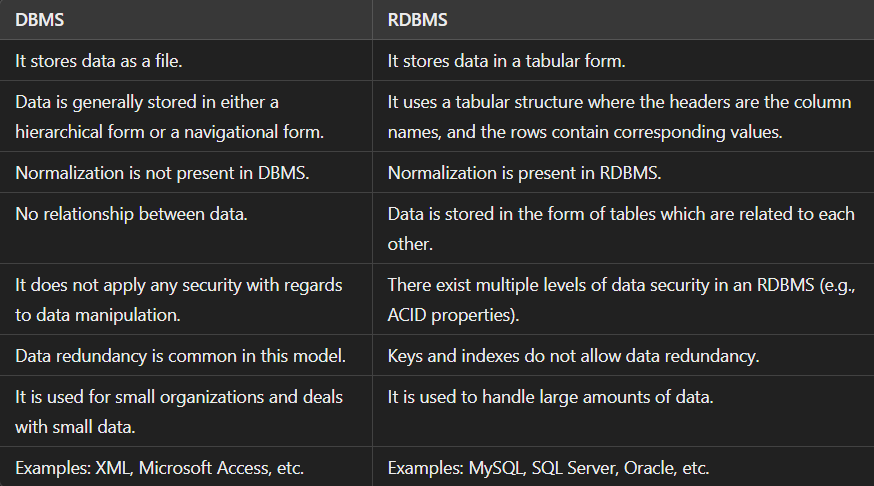 DBMS
RDBMS
It stores data as a file.
It stores data in a tabular form.
Data is generally stored in either a
hierarchical form or a navigational form.
It uses a tabular structure where the headers are the column
names, and the rows contain corresponding values.
Normalization is not present in DBMS.
Normalization is present in RDBMS.
No relationship between data.
Data is stored in the form of tables which are related to each
other.
It does not apply any security with regards
to data manipulation.
There exist multiple levels of data security in an RDBMS (e.g.,
ACID properties).
Data redundancy is common in this model.
Keys and indexes do not allow data redundancy.
It is used for small organizations and deals
with small data.
It is used to handle large amounts of data.
Examples: XML, Microsoft Access, etc.
Examples: MySQL, SQL Server, Oracle, etc.